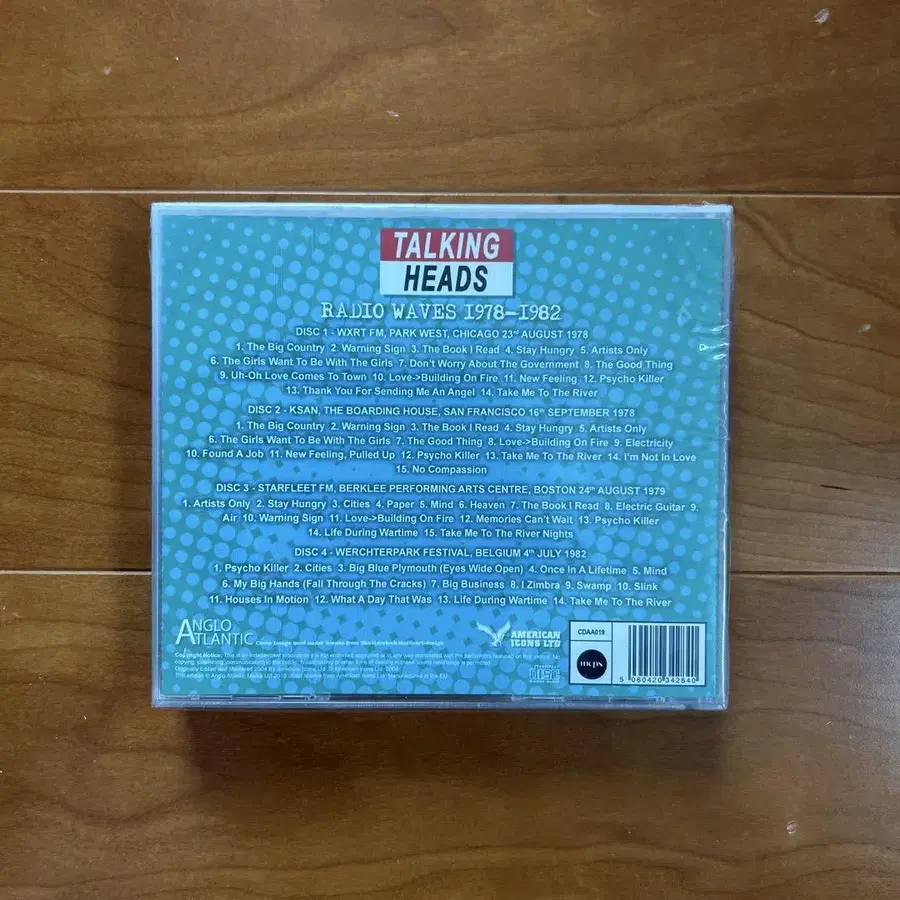 TALKING
HEADS
RADIO WAVES 1978-1982
DISC 1 - WXRT FM, PARK WEST, CHICAGO 23rd AUGUST 1978
1. The Big Country 2. Warning Sign 3. The Book I Read 4. Stay Hungry 5. Artists Only
6. The Girls Want To Be With The Girls 7. Don't Worry About The Government 8. The Good Thing
9. Uh-Oh Love Comes To Town 10. Love->Building On Fire 11. New Feeling 12. Psycho Killer
13. Thank You For Sending Me An Angel 14. Take Me To The River
DISC 2 - KSAN, THE BOARDING HOUSE, SAN FRANCISCO 16th SEPTEMBER 1978
1. The Big Country 2. Warning Sign 3. The Book I Read 4. Stay Hungry 5. Artists Only
6. The Girls Want To Be With The Girls 7. The Good Thing 8. Love->Building On Fire 9. Electricity
10. Found A Job 11. New Feeling, Pulled Up 12. Psycho Killer 13. Take Me To The River 14. I'm Not In Love
15. No Compassion
DISC 3 - STARFLEET FM, BERKLEE PERFORMING ARTS CENTRE, BOSTON 24th AUGUST 1979
1. Artists Only 2. Stay Hungry 3. Cities 4. Paper 5. Mind 6. Heaven 7. The Book I Read 8. Electric Guitar 9.
Air 10. Warning Sign 11. Love->Building On Fire 12. Memories Can't Wait 13. Psycho Killer
14. Life During Wartime 15. Take Me To The River Nights
DISC 4 - WERCHTERPARK FESTIVAL, BELGIUM 4th JULY 1982
1. Psycho Killer 2. Cities 3. Big Blue Plymouth (Eyes Wide Open) 4. Once In A Lifetime 5. Mind
6. My Big Hands (Fall Through The Cracks) 7. Big Business 8. I Zimbra 9. Swamp 10. Slink
11. Houses In Motion 12. What A Day That Was 13. Life During Wartime 14. Take Me To The River
ANGLO
ATLANTIC
AMERICAN
ICONS LTD
CDAA019
mcps
COMPACT
disc
DIGITAL AUDIO
5 060420 342840
Copyright Notice: